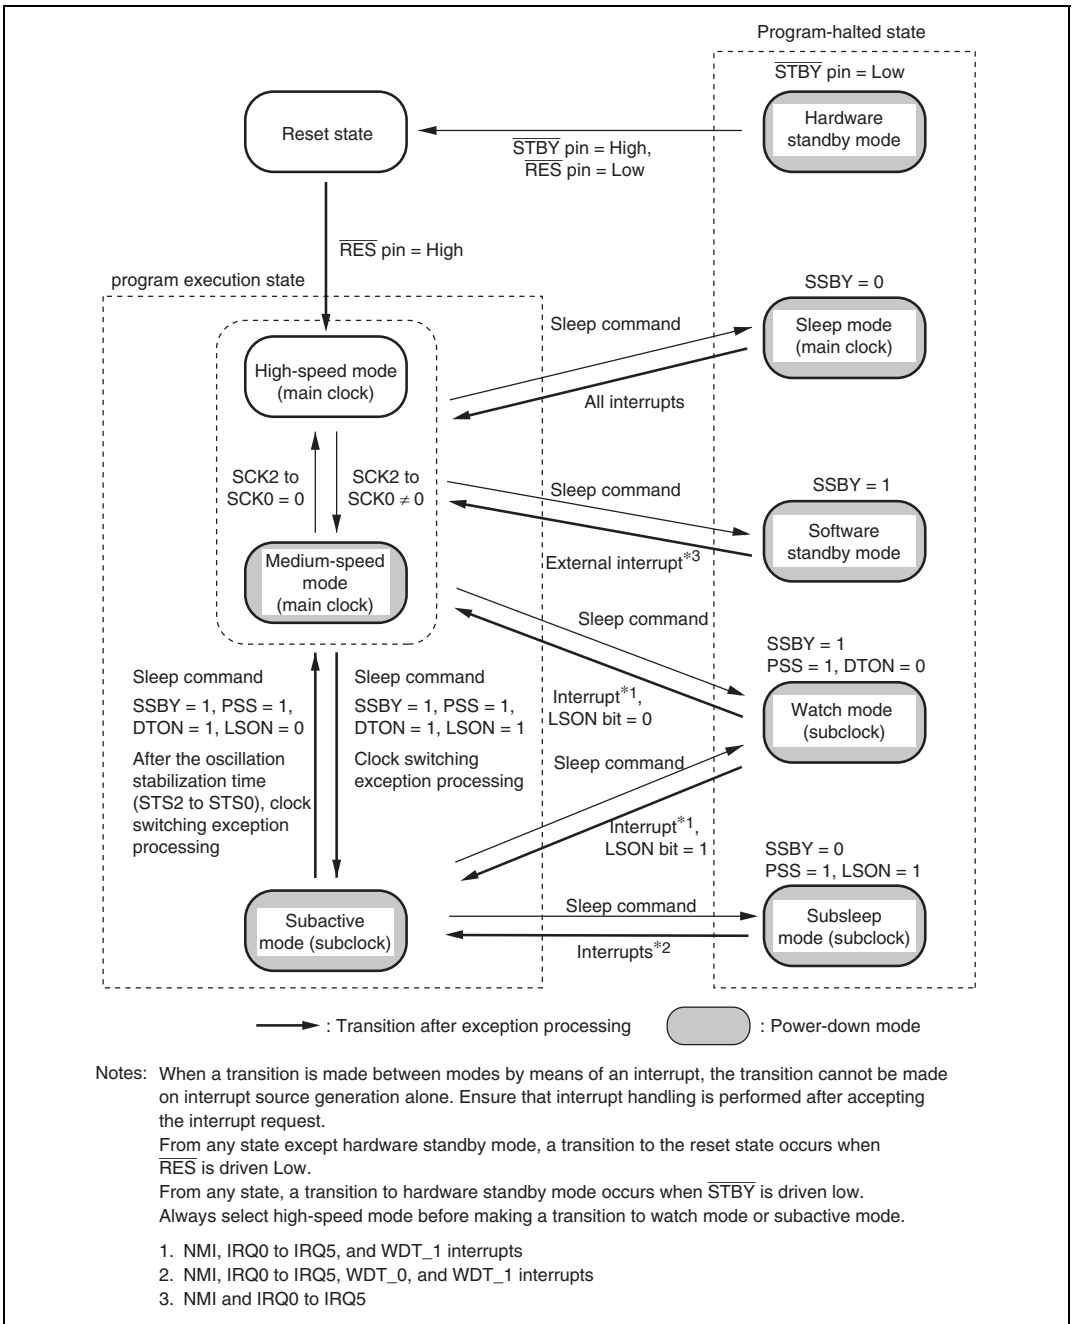 Program-halted state
STBY pin = Low
Hardware
standby mode
Reset state
STBY pin = High,
RES pin = Low
RES pin = High
program execution state
SSBY = 0
Sleep mode
(main clock)
Sleep command
All interrupts
High-speed mode
(main clock)
SCK2 to
SCK0 = 0
SCK2 to
SCK0 ≠ 0
Sleep command
SSBY = 1
Software
standby mode
External interrupt*3
Medium-speed
mode
(main clock)
Sleep command
SSBY = 1
PSS = 1, DTON = 0
Watch mode
(subclock)
Interrupt*1,
LSON bit = 0
Sleep command
SSBY = 1, PSS = 1,
DTON = 1, LSON = 0
After the oscillation
stabilization time
(STS2 to STS0), clock
switching exception
processing
Sleep command
SSBY = 1, PSS = 1,
DTON = 1, LSON = 1
Clock switching
exception processing
Sleep command
Interrupt*1,
LSON bit = 1
SSBY = 0
PSS = 1, LSON = 1
Subsleep
mode (subclock)
Sleep command
Interrupts*2
Subactive
mode (subclock)
: Transition after exception processing
: Power-down mode
Notes: When a transition is made between modes by means of an interrupt, the transition cannot be made
on interrupt source generation alone. Ensure that interrupt handling is performed after accepting
the interrupt request.
From any state except hardware standby mode, a transition to the reset state occurs when
RES is driven Low.
From any state, a transition to hardware standby mode occurs when STBY is driven low.
Always select high-speed mode before making a transition to watch mode or subactive mode.
1. NMI, IRQ0 to IRQ5, and WDT_1 interrupts
2. NMI, IRQ0 to IRQ5, WDT_0, and WDT_1 interrupts
3. NMI and IRQ0 to IRQ5